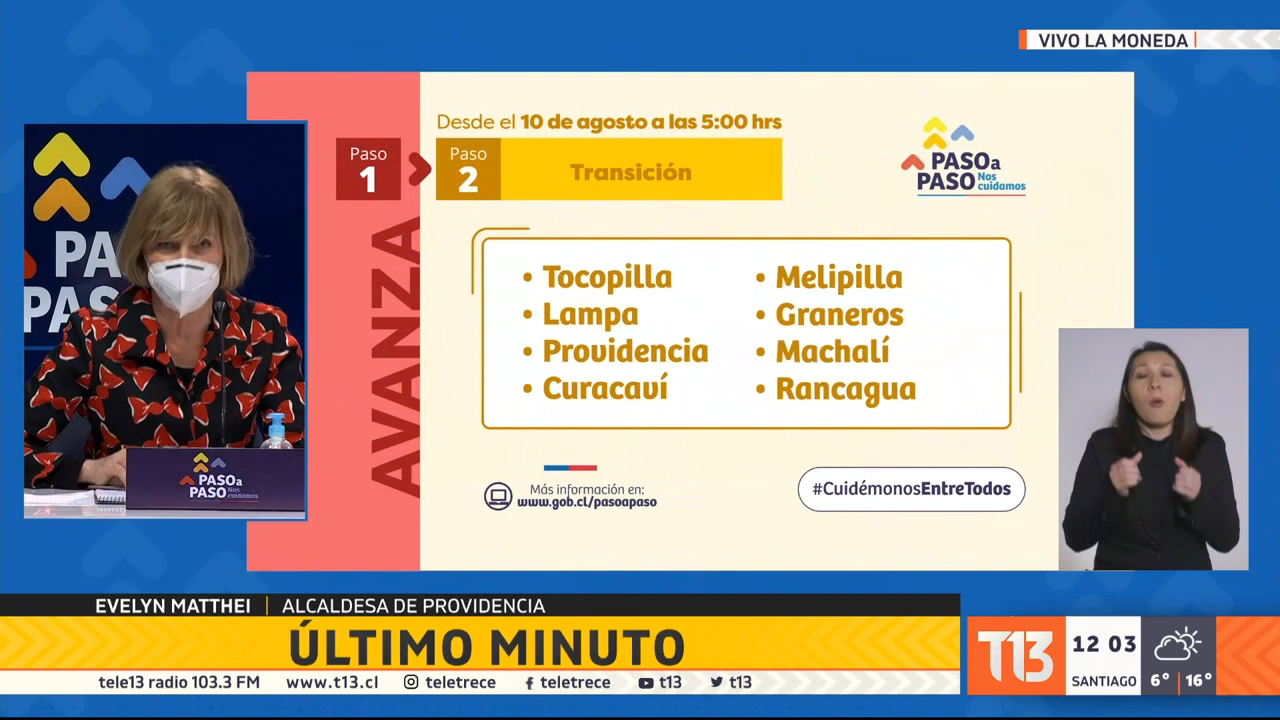 VIVO LA MONEDA
Desde el 10 de agosto a las 5:00 hrs
Paso
1
Paso
2
Transición
PASO a
PASO Nos
cuidamos
AVANZA
• Tocopilla
• Lampa
• Providencia
• Curacaví
• Melipilla
• Graneros
• Machalí
• Rancagua
Más información en:
www.gob.cl/pasoapaso
#CuidémonosEntreTodos
PA
PASO
PASO a
PASO Nos
cuidamos
EVELYN MATTHEI | ALCALDESA DE PROVIDENCIA
ÚLTIMO MINUTO
tele13 radio 103.3 FM www.t13.cl teletrece teletrece t13 t13
T13
12 03
SANTIAGO
6° | 16°